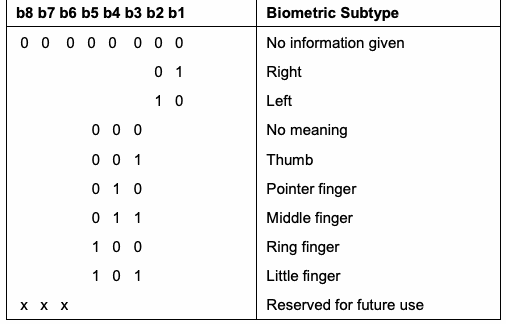 b8 b7 b6 b5 b4 b3 b2 b1 Biometric Subtype
0 0 0 0 0 0 0 0 No information given
0 1 Right
1 0 Left
0 0 0 No meaning
0 0 1 Thumb
0 1 0 Pointer finger
0 1 1 Middle finger
1 0 0 Ring finger
1 0 1 Little finger
x x x Reserved for future use